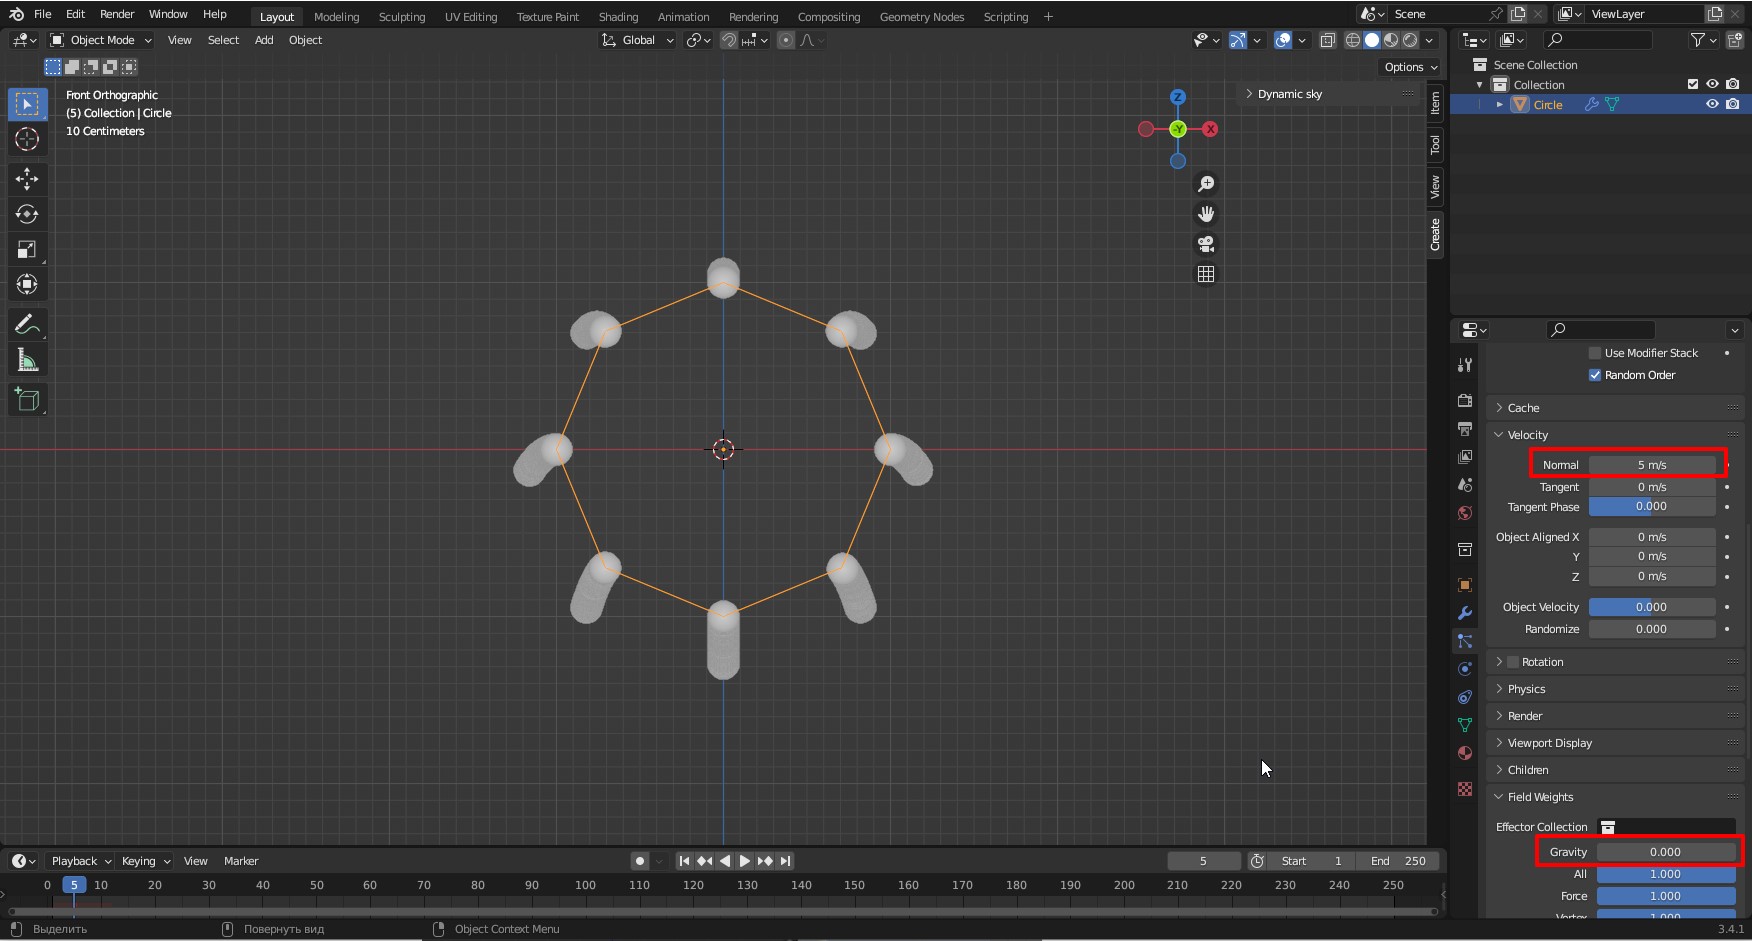 File Edit Render Window Help Layout Modeling Sculpting UV Editing Texture Paint Shading Animation Rendering Compositing Geometry Nodes Scripting + Scene ViewLayer
Object Mode View Select Add Object Global
Options
Front Orthographic
(5) Collection | Circle
10 Centimeters
Dynamic sky
Z
Y
X
Item
Tool
View
Create
Scene Collection
Collection
Circle
Use Modifier Stack
Random Order
Cache
Velocity
Normal 5 m/s
Tangent 0 m/s
Tangent Phase 0.000
Object Aligned X 0 m/s
Y 0 m/s
Z 0 m/s
Object Velocity 0.000
Randomize 0.000
Rotation
Physics
Render
Viewport Display
Children
Field Weights
Effector Collection
Gravity 0.000
All 1.000
Force 1.000
Vortex 1.000
Playback Keying View Marker 5 Start 1 End 250
0 5 10 20 30 40 50 60 70 80 90 100 110 120 130 140 150 160 170 180 190 200 210 220 230 240 250
Выделить Повернуть вид Object Context Menu 3.4.1